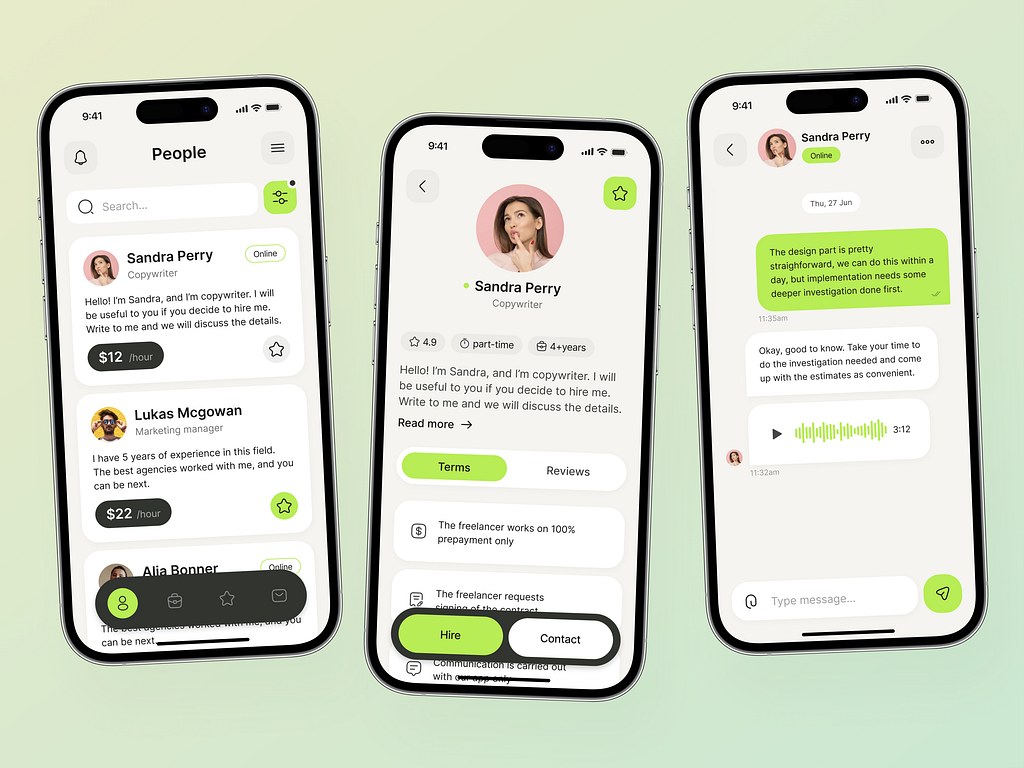 9:41
People
Search...
Sandra Perry
Online
Copywriter
Hello! I'm Sandra, and I'm copywriter. I will
be useful to you if you decide to hire me.
Write to me and we will discuss the details.
$12 /hour
Lukas Mcgowan
Marketing manager
I have 5 years of experience in this field.
The best agencies worked with me, and you
can be next.
$22 /hour
Alia Bonner
Online
The best agencies worked with me, and you
can be next.
9:41
Sandra Perry
Copywriter
4.9
part-time
4+years
Hello! I'm Sandra, and I'm copywriter. I will
be useful to you if you decide to hire me.
Write to me and we will discuss the details.
Read more
Terms
Reviews
The freelancer works on 100%
prepayment only
The freelancer requests
signing of the contract
Hire
Contact
Communication is carried out
with our app only
9:41
Sandra Perry
Online
Thu, 27 Jun
The design part is pretty
straighforward, we can do this within a
day, but implementation needs some
deeper investigation done first.
11:35am
Okay, good to know. Take your time to
do the investigation needed and come
up with the estimates as convenient.
3:12
11:32am
Type message...